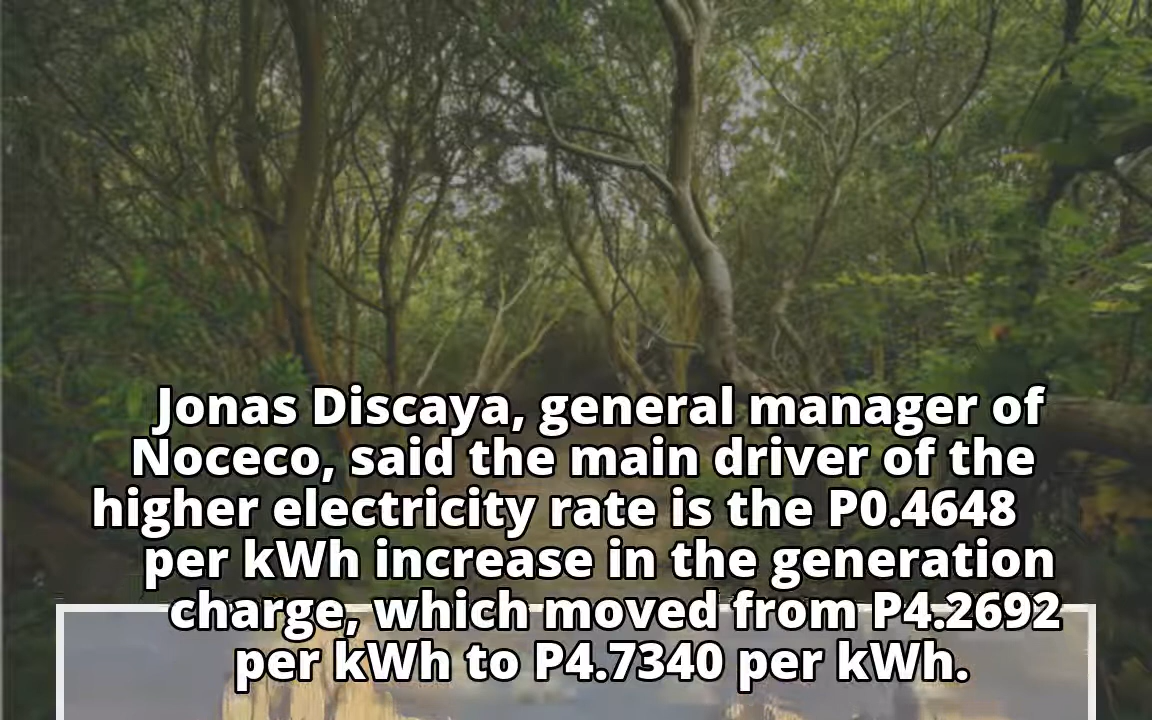 Jonas Discaya, general manager of
Noceco, said the main driver of the
higher electricity rate is the P0.4648
per kWh increase in the generation
charge, which moved from P4.2692
per kWh to P4.7340 per kWh.